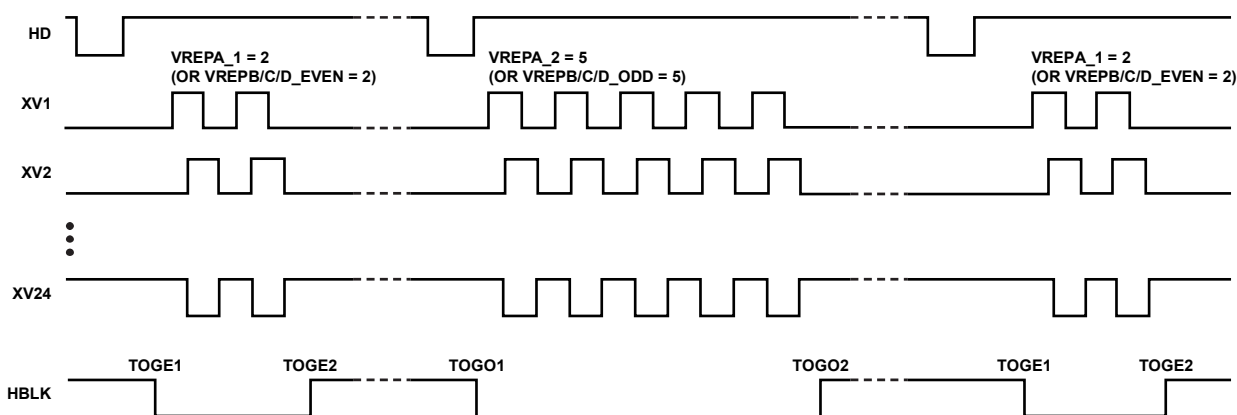 HD
VREPA_1 = 2
(OR VREPB/C/D_EVEN = 2)
VREPA_2 = 5
(OR VREPB/C/D_ODD = 5)
VREPA_1 = 2
(OR VREPB/C/D_EVEN = 2)
XV1
XV2
XV24
TOGE1
TOGE2
TOGO1
TOGO2
TOGE1
TOGE2
HBLK